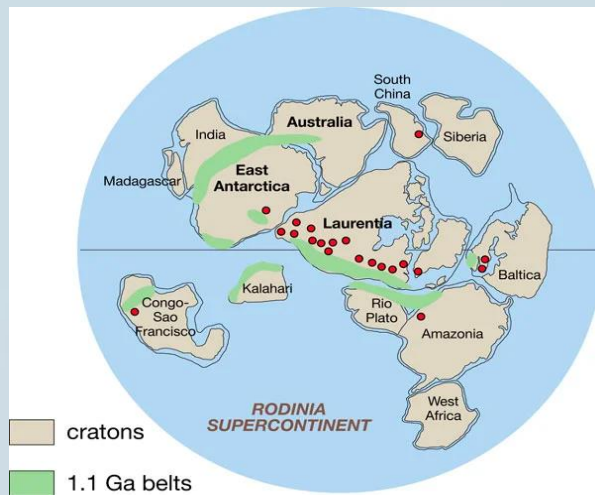 South
China
Australia
India
Siberia
Madagascar
East
Antarctica
Laurentia
Baltica
Kalahari
Congo-
Sao
Francisco
Rio
Plato
Amazonia
West
Africa
RODINIA
SUPERCONTINENT
cratons
1.1 Ga belts